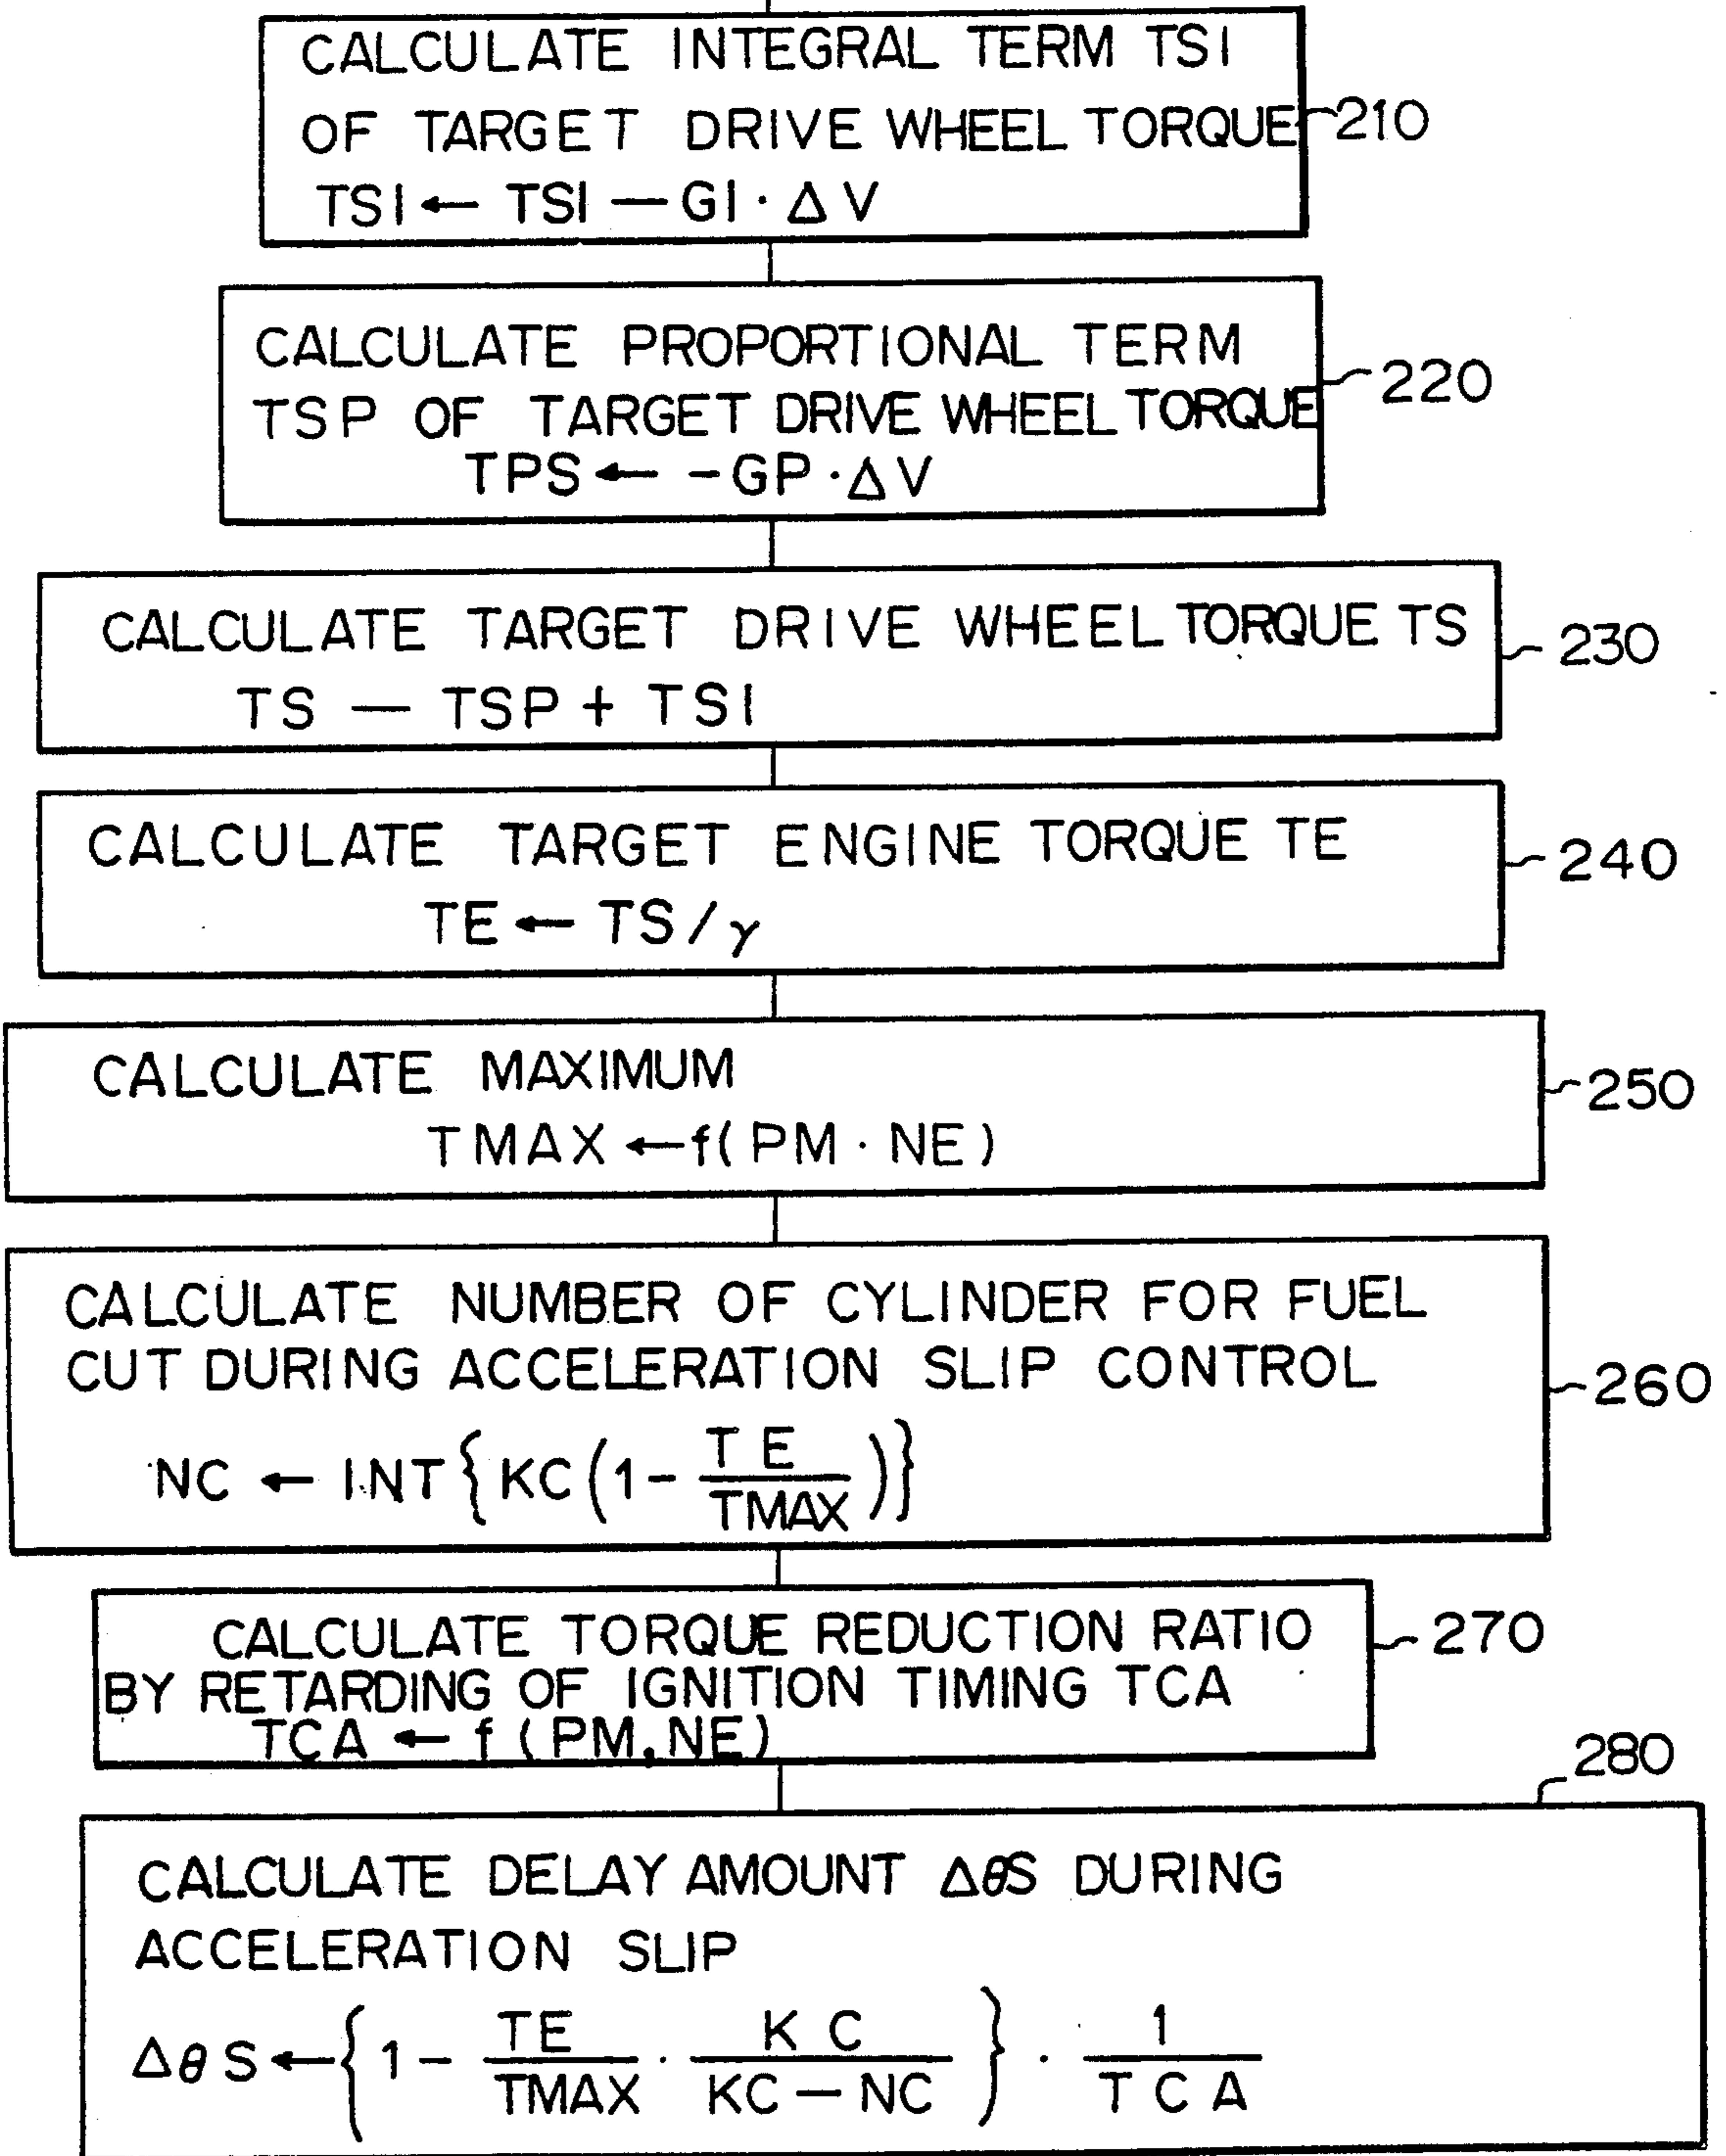 CALCULATE INTEGRAL TERM TSI
OF TARGET DRIVE WHEEL TORQUE
210
TSI ← TSI — GI · Δ V
CALCULATE PROPORTIONAL TERM
TSP OF TARGET DRIVE WHEEL TORQUE
220
TPS ← -GP · Δ V
CALCULATE TARGET DRIVE WHEEL TORQUE TS
230
TS — TSP + TSI
CALCULATE TARGET ENGINE TORQUE TE
240
TE ← TS / γ
CALCULATE MAXIMUM
250
TMAX ← f( PM · NE )
CALCULATE NUMBER OF CYLINDER FOR FUEL
CUT DURING ACCELERATION SLIP CONTROL
260
NC ← INT { KC ( 1 - TE / TMAX ) }
CALCULATE TORQUE REDUCTION RATIO
270
BY RETARDING OF IGNITION TIMING TCA
TCA ← f ( PM, NE )
280
CALCULATE DELAY AMOUNT ΔθS DURING
ACCELERATION SLIP
Δθ S ← { 1 - TE / TMAX · KC / KC — NC } · 1 / TCA